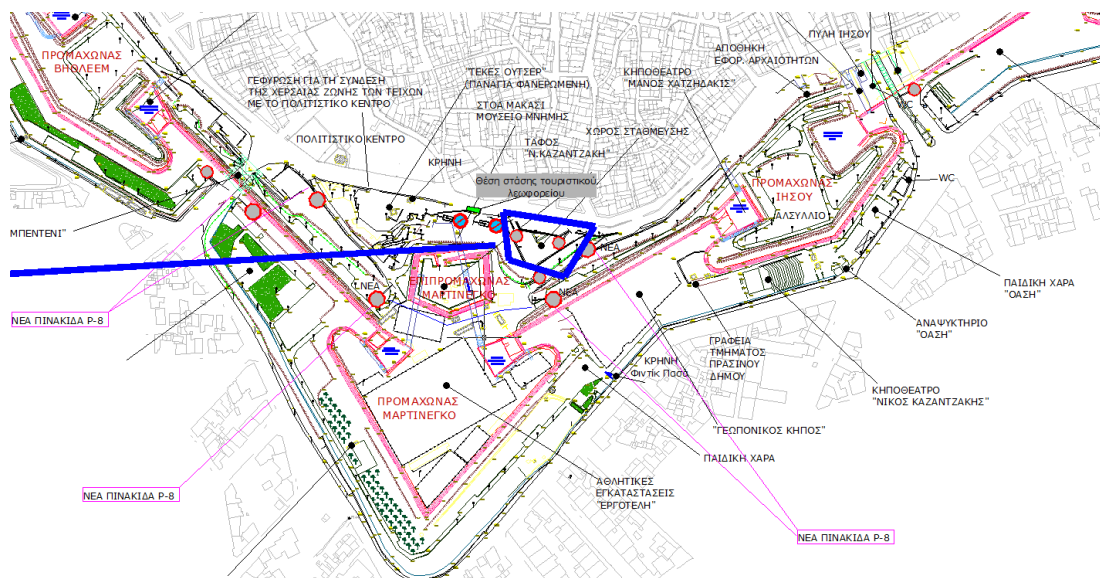 ΠΡΟΜΑΧΩΝΑΣ
ΒΗΘΛΕΕΜ
ΓΕΦΥΡΩΣΗ ΓΙΑ ΤΗ ΣΥΝΔΕΣΗ
ΤΗΣ ΧΕΡΣΑΙΑΣ ΖΩΝΗΣ ΤΩΝ ΤΕΙΧΩΝ
ΜΕ ΤΟ ΠΟΛΙΤΙΣΤΙΚΟ ΚΕΝΤΡΟ
ΠΟΛΙΤΙΣΤΙΚΟ ΚΕΝΤΡΟ
"ΤΕΚΕΣ ΟΥΤΣΕΡ"
(ΠΑΝΑΓΙΑ ΦΑΝΕΡΩΜΕΝΗ)
ΣΤΟΑ ΜΑΚΑΣΙ
ΜΟΥΣΕΙΟ ΜΝΗΜΗΣ
ΚΡΗΝΗ
ΤΑΦΟΣ
"Ν.ΚΑΖΑΝΤΖΑΚΗ"
ΧΩΡΟΣ ΣΤΑΘΜΕΥΣΗΣ
ΚΗΠΟΘΕΑΤΡΟ
"ΜΑΝΟΣ ΧΑΤΖΗΔΑΚΙΣ"
ΑΠΟΘΗΚΗ
ΕΦΟΡ. ΑΡΧΑΙΟΤΗΤΩΝ
ΠΥΛΗ ΙΗΣΟΥ
WC
WC
Θέση στάσης τουριστικού
λεωφορείου
ΠΡΟΜΑΧΩΝΑΣ
ΙΗΣΟΥ
ΑΛΣΥΛΛΙΟ
ΜΠΕΝΤΕΝΙ"
ΝΕΑ
ΝΕΑ
ΝΕΑ
ΕΠΙΠΡΟΜΑΧΩΝΑΣ
ΜΑΡΤΙΝΕΓΚΟ
ΝΕΑ ΠΙΝΑΚΙΔΑ Ρ-8
ΠΑΙΔΙΚΗ ΧΑΡΑ
"ΟΑΣΗ"
ΑΝΑΨΥΚΤΗΡΙΟ
"ΟΑΣΗ"
ΓΡΑΦΕΙΑ
ΤΜΗΜΑΤΟΣ
ΠΡΑΣΙΝΟΥ
ΔΗΜΟΥ
ΚΡΗΝΗ
Φιντίκ Πασά
ΚΗΠΟΘΕΑΤΡΟ
"ΝΙΚΟΣ ΚΑΖΑΝΤΖΑΚΗΣ"
ΠΡΟΜΑΧΩΝΑΣ
ΜΑΡΤΙΝΕΓΚΟ
"ΓΕΩΠΟΝΙΚΟΣ ΚΗΠΟΣ"
ΠΑΙΔΙΚΗ ΧΑΡΑ
ΑΘΛΗΤΙΚΕΣ
ΕΓΚΑΤΑΣΤΑΣΕΙΣ
"ΕΡΓΟΤΕΛΗ"
ΝΕΑ ΠΙΝΑΚΙΔΑ Ρ-8
ΝΕΑ ΠΙΝΑΚΙΔΑ Ρ-8